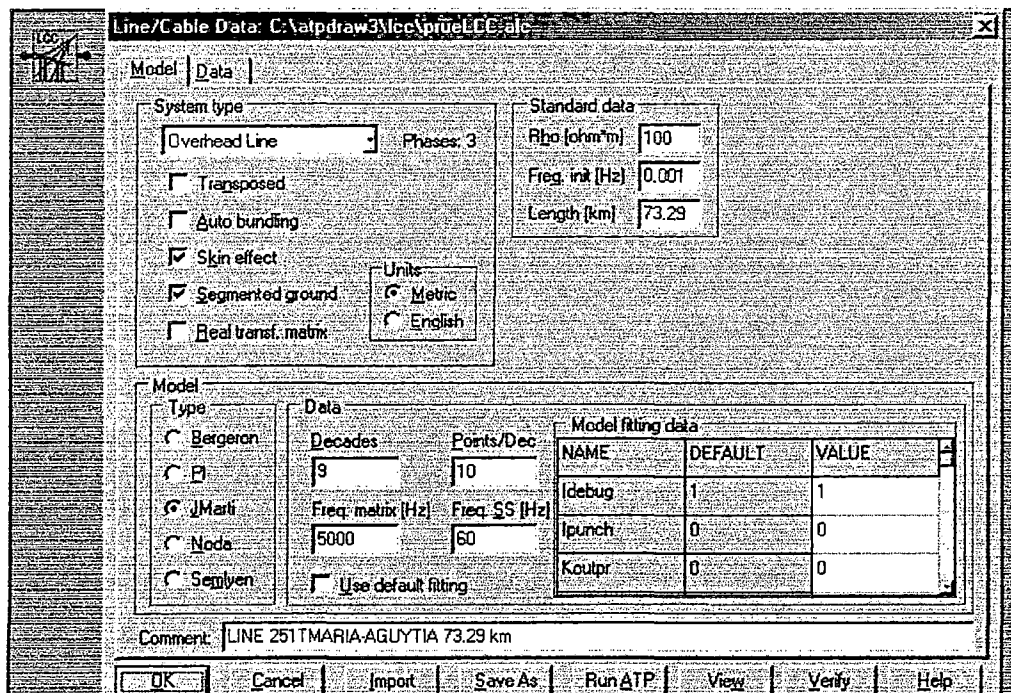 LCC
Line/Cable Data: C:\atpdraw3\lcc\prueLCC.alc
Model Data
System type
Overhead Line Phases: 3
Transposed
Auto bundling
Skin effect
Segmented ground
Real transf. matrix
Units
Metric
English
Standard data
Rho [ohm*m] 100
Freq. init [Hz] 0.001
Length [km] 73.29
Model
Type
Bergeron
PI
JMarti
Noda
Semlyen
Data
Decades Points/Dec
9 10
Freq. matrix [Hz] Freq. SS [Hz]
5000 60
Use default fitting
Model fitting data
NAME DEFAULT VALUE
Idebug 1 1
Ipunch 0 0
Koutpr 0 0
Comment: LINE 251TMARIA-AGUYTIA 73.29 km
OK Cancel Import Save As Run ATP View Verify Help